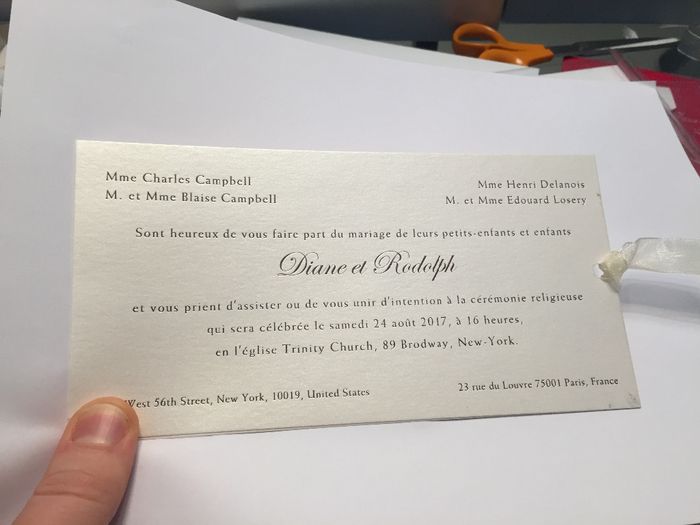 Mme Charles Campbell
M. et Mme Blaise Campbell
Mme Henri Delanois
M. et Mme Edouard Losery
Sont heureux de vous faire part du mariage de leurs petits-enfants et enfants
Diane et Rodolph
et vous prient d'assister ou de vous unir d'intention à la cérémonie religieuse
qui sera célébrée le samedi 24 août 2017, à 16 heures,
en l'église Trinity Church, 89 Brodway, New-York.
West 56th Street, New York, 10019, United States
23 rue du Louvre 75001 Paris, France